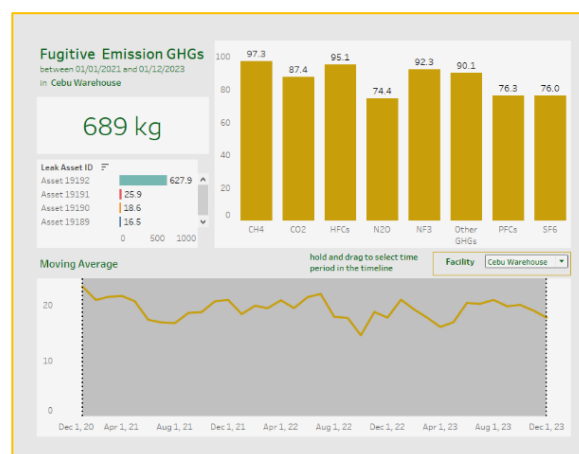 Fugitive Emission GHGs
between 01/01/2021 and 01/12/2023
in Cebu Warehouse
689 kg
Leak Asset ID
Asset 19192 627.9
Asset 19191 25.9
Asset 19190 18.6
Asset 19189 16.5
0 500 1000
100
80
60
40
20
0
97.3 87.4 95.1 74.4 92.3 90.1 76.3 76.0
CH4 CO2 HFCs N2O NF3 Other GHGs PFCs SF6
Moving Average
hold and drag to select time
period in the timeline
Facility Cebu Warehouse
20
10
0
Dec 1, 20 Apr 1, 21 Aug 1, 21 Dec 1, 21 Apr 1, 22 Aug 1, 22 Dec 1, 22 Apr 1, 23 Aug 1, 23 Dec 1, 23